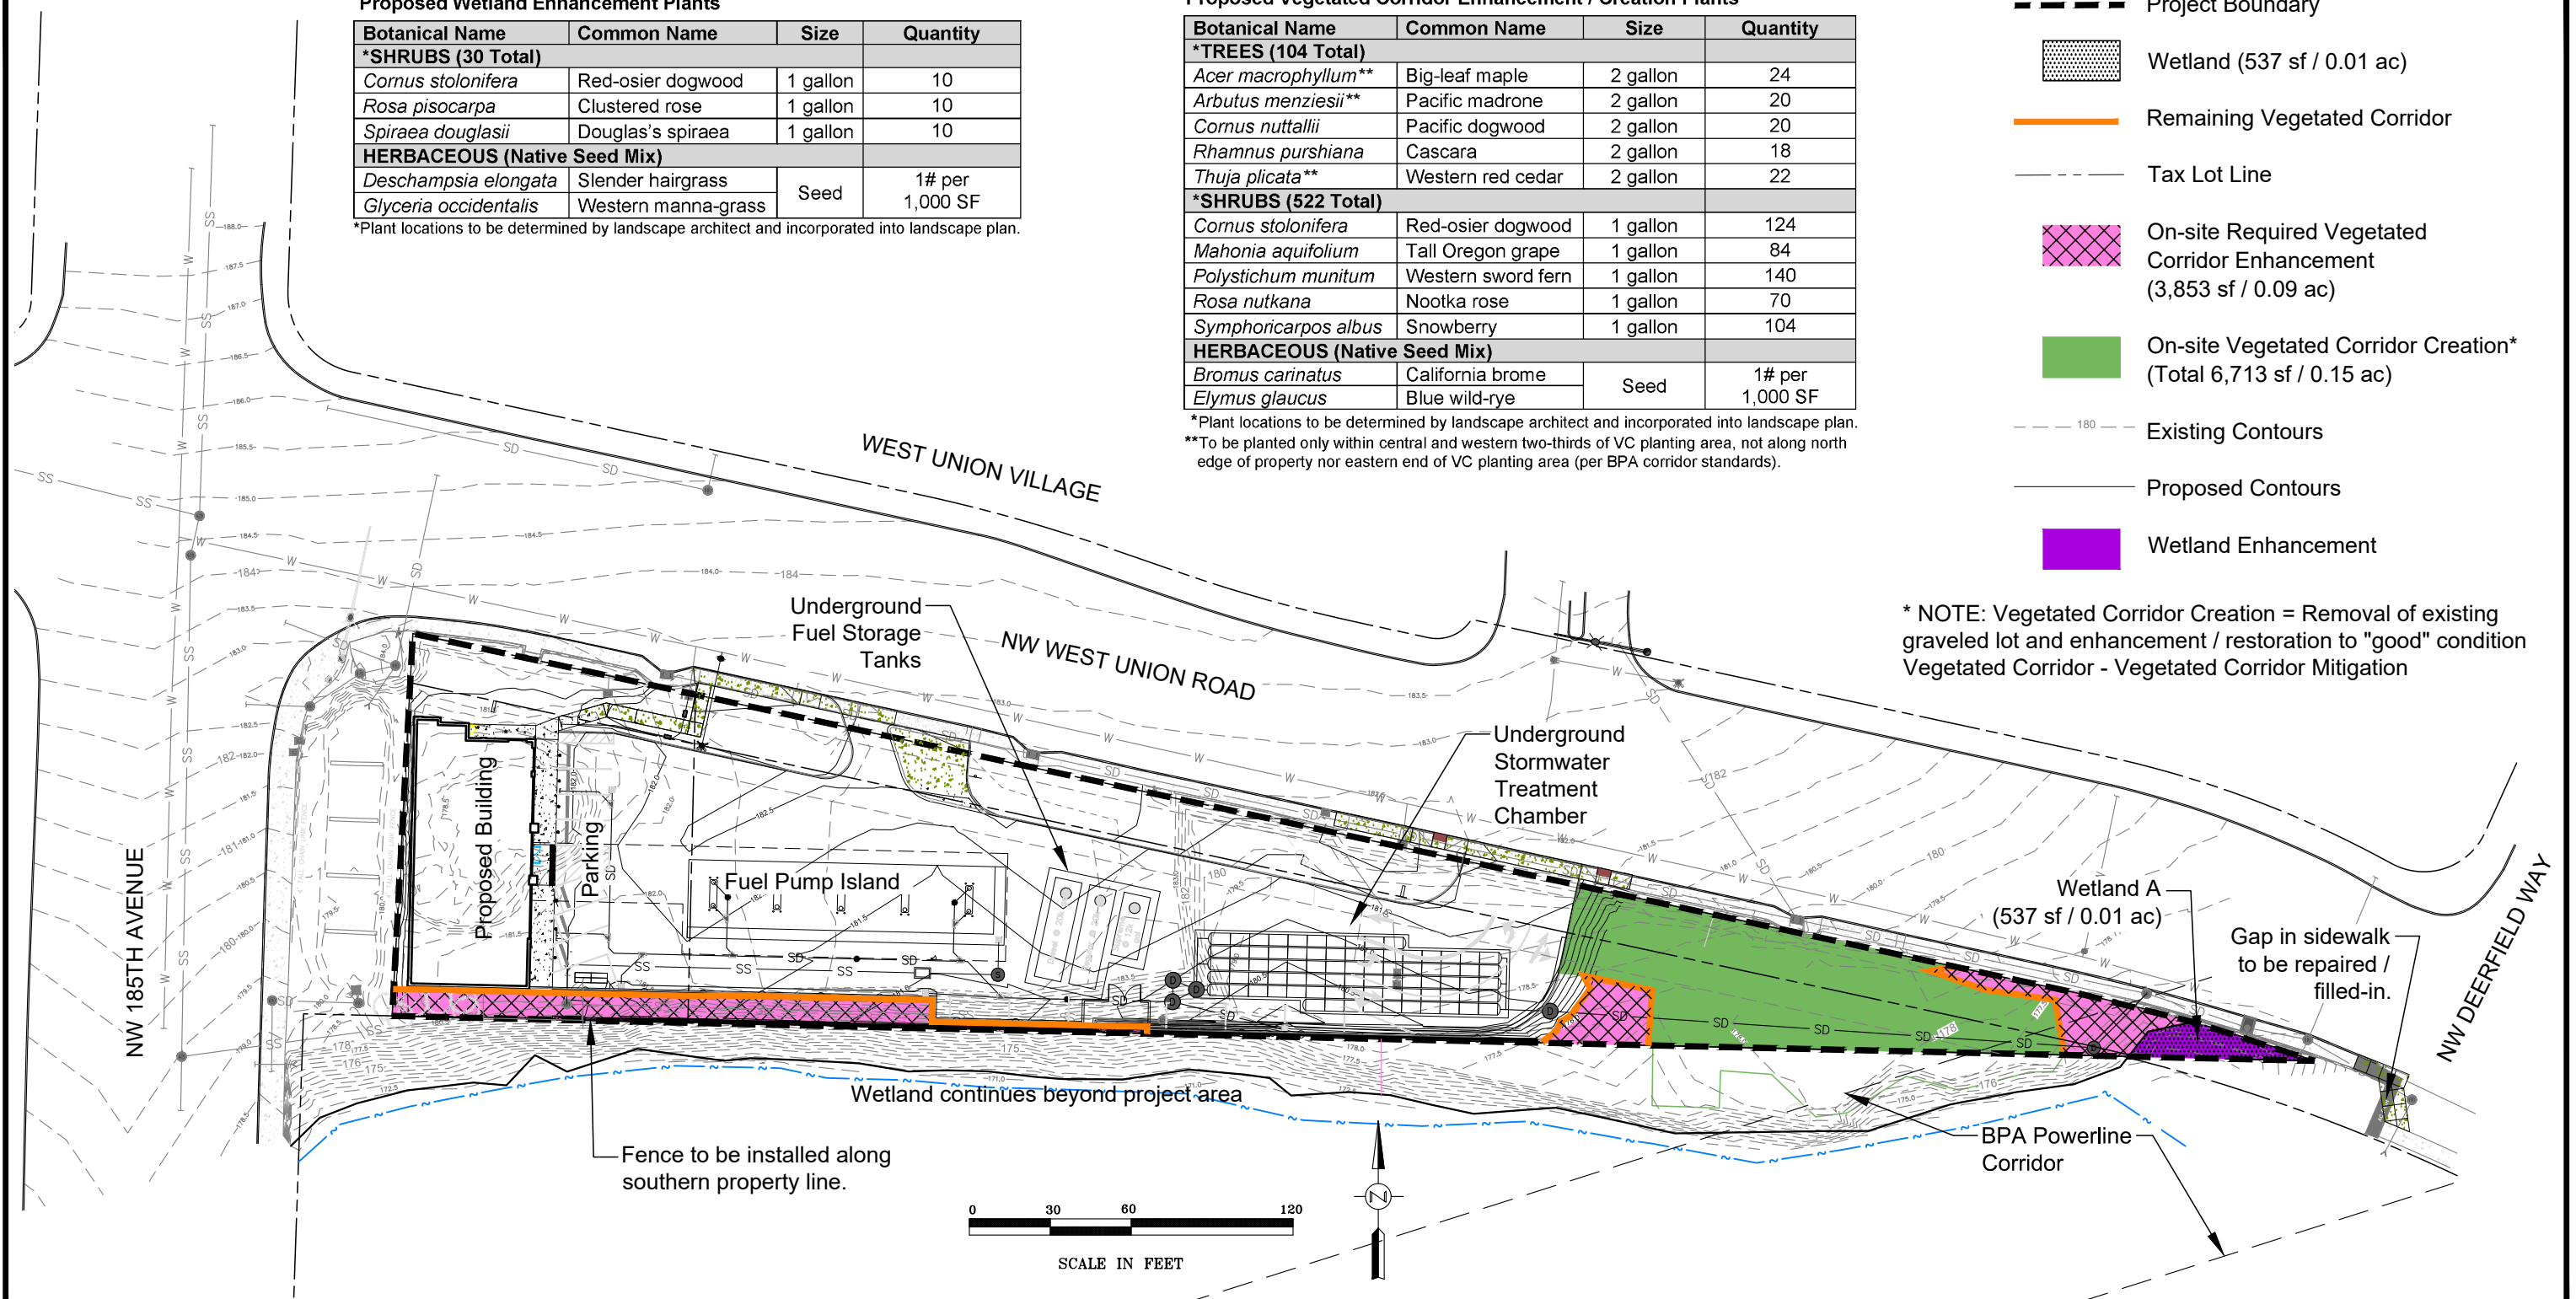 Proposed Wetland Enhancement Plants
Botanical Name Common Name Size Quantity
*SHRUBS (30 Total)
Cornus stolonifera Red-osier dogwood 1 gallon 10
Rosa pisocarpa Clustered rose 1 gallon 10
Spiraea douglasii Douglas's spiraea 1 gallon 10
HERBACEOUS (Native Seed Mix)
Deschampsia elongata Slender hairgrass Seed 1# per
Glyceria occidentalis Western manna-grass 1,000 SF
*Plant locations to be determined by landscape architect and incorporated into landscape plan.
Proposed Vegetated Corridor Enhancement / Creation Plants
Botanical Name Common Name Size Quantity
*TREES (104 Total)
Acer macrophyllum** Big-leaf maple 2 gallon 24
Arbutus menziesii** Pacific madrone 2 gallon 20
Cornus nuttallii Pacific dogwood 2 gallon 20
Rhamnus purshiana Cascara 2 gallon 18
Thuja plicata** Western red cedar 2 gallon 22
*SHRUBS (522 Total)
Cornus stolonifera Red-osier dogwood 1 gallon 124
Mahonia aquifolium Tall Oregon grape 1 gallon 84
Polystichum munitum Western sword fern 1 gallon 140
Rosa nutkana Nootka rose 1 gallon 70
Symphoricarpos albus Snowberry 1 gallon 104
HERBACEOUS (Native Seed Mix)
Bromus carinatus California brome Seed 1# per
Elymus glaucus Blue wild-rye 1,000 SF
*Plant locations to be determined by landscape architect and incorporated into landscape plan.
**To be planted only within central and western two-thirds of VC planting area, not along north
edge of property nor eastern end of VC planting area (per BPA corridor standards).
Project Boundary
Wetland (537 sf / 0.01 ac)
Remaining Vegetated Corridor
Tax Lot Line
On-site Required Vegetated
Corridor Enhancement
(3,853 sf / 0.09 ac)
On-site Vegetated Corridor Creation*
(Total 6,713 sf / 0.15 ac)
180 Existing Contours
Proposed Contours
Wetland Enhancement
* NOTE: Vegetated Corridor Creation = Removal of existing
graveled lot and enhancement / restoration to "good" condition
Vegetated Corridor - Vegetated Corridor Mitigation
WEST UNION VILLAGE
NW WEST UNION ROAD
NW 185TH AVENUE
NW DEERFIELD WAY
Underground
Fuel Storage
Tanks
Underground
Stormwater
Treatment
Chamber
Proposed Building
Parking
Fuel Pump Island
Wetland A
(537 sf / 0.01 ac)
Gap in sidewalk
to be repaired /
filled-in.
Wetland continues beyond project area
Fence to be installed along
southern property line.
BPA Powerline
Corridor
N
0 30 60 120
SCALE IN FEET